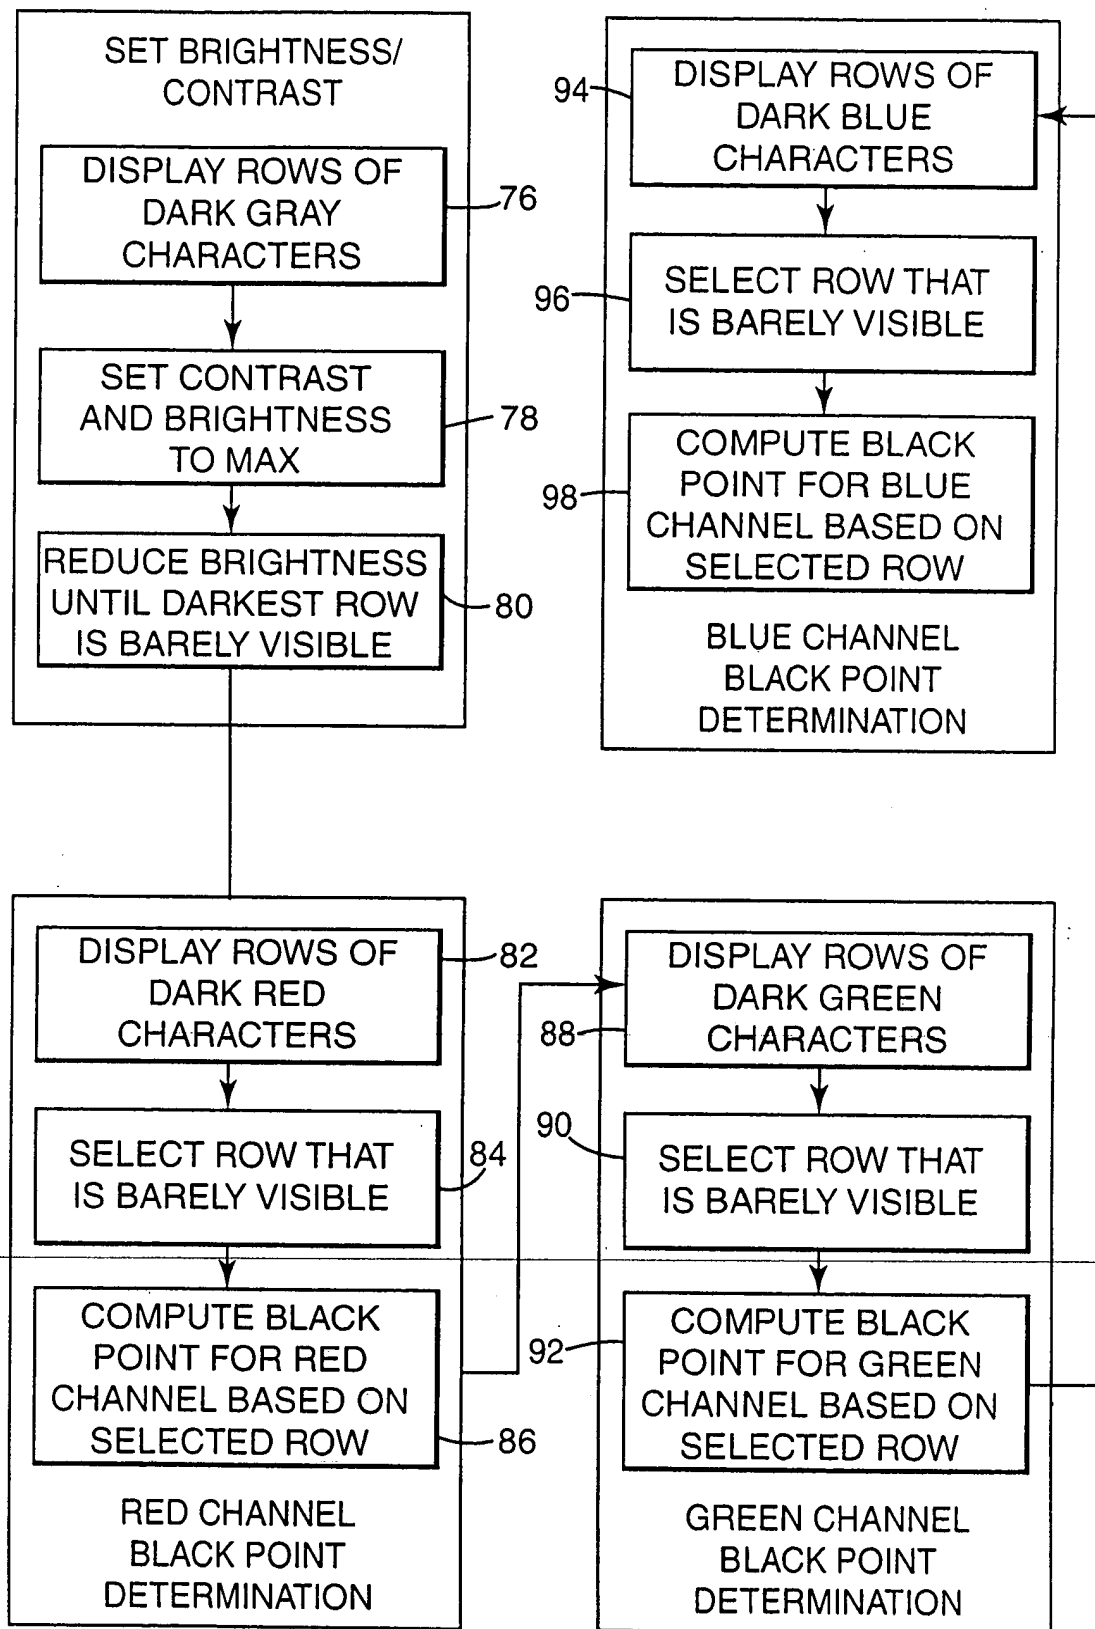 SET BRIGHTNESS/
CONTRAST
DISPLAY ROWS OF
DARK GRAY
CHARACTERS
76
SET CONTRAST
AND BRIGHTNESS
TO MAX
78
REDUCE BRIGHTNESS
UNTIL DARKEST ROW
IS BARELY VISIBLE
80
DISPLAY ROWS OF
DARK RED
CHARACTERS
82
SELECT ROW THAT
IS BARELY VISIBLE
84
COMPUTE BLACK
POINT FOR RED
CHANNEL BASED ON
SELECTED ROW
86
RED CHANNEL
BLACK POINT
DETERMINATION
DISPLAY ROWS OF
DARK GREEN
CHARACTERS
88
90
SELECT ROW THAT
IS BARELY VISIBLE
92
COMPUTE BLACK
POINT FOR GREEN
CHANNEL BASED ON
SELECTED ROW
GREEN CHANNEL
BLACK POINT
DETERMINATION
94
DISPLAY ROWS OF
DARK BLUE
CHARACTERS
96
SELECT ROW THAT
IS BARELY VISIBLE
98
COMPUTE BLACK
POINT FOR BLUE
CHANNEL BASED ON
SELECTED ROW
BLUE CHANNEL
BLACK POINT
DETERMINATION